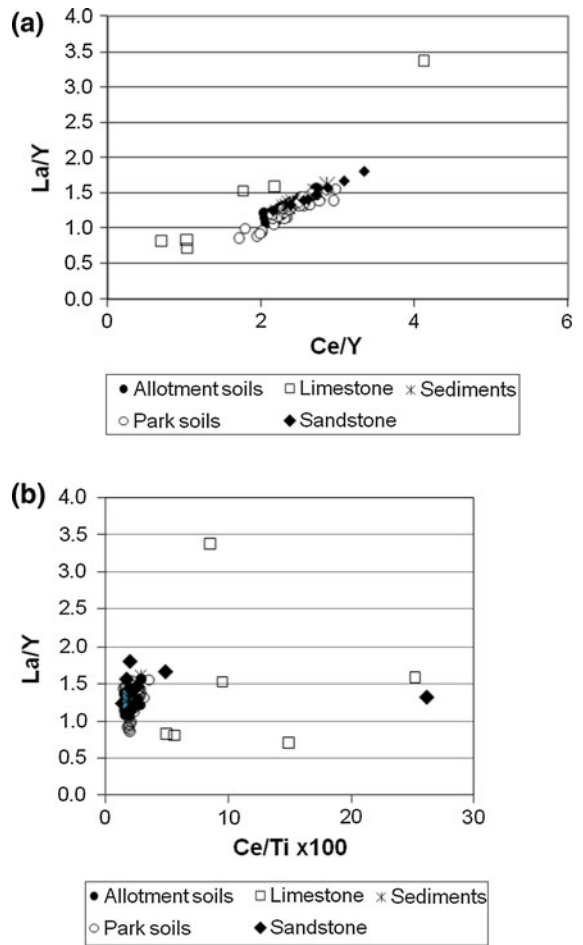 (a)
4.0
3.5
3.0
2.5
2.0
1.5
1.0
0.5
0.0
La/Y
0 2 4 6
Ce/Y
● Allotment soils □ Limestone ✳ Sediments
○ Park soils ◆ Sandstone
(b)
4.0
3.5
3.0
2.5
2.0
1.5
1.0
0.5
0.0
La/Y
0 10 20 30
Ce/Ti x100
● Allotment soils □ Limestone ✳ Sediments
○ Park soils ◆ Sandstone